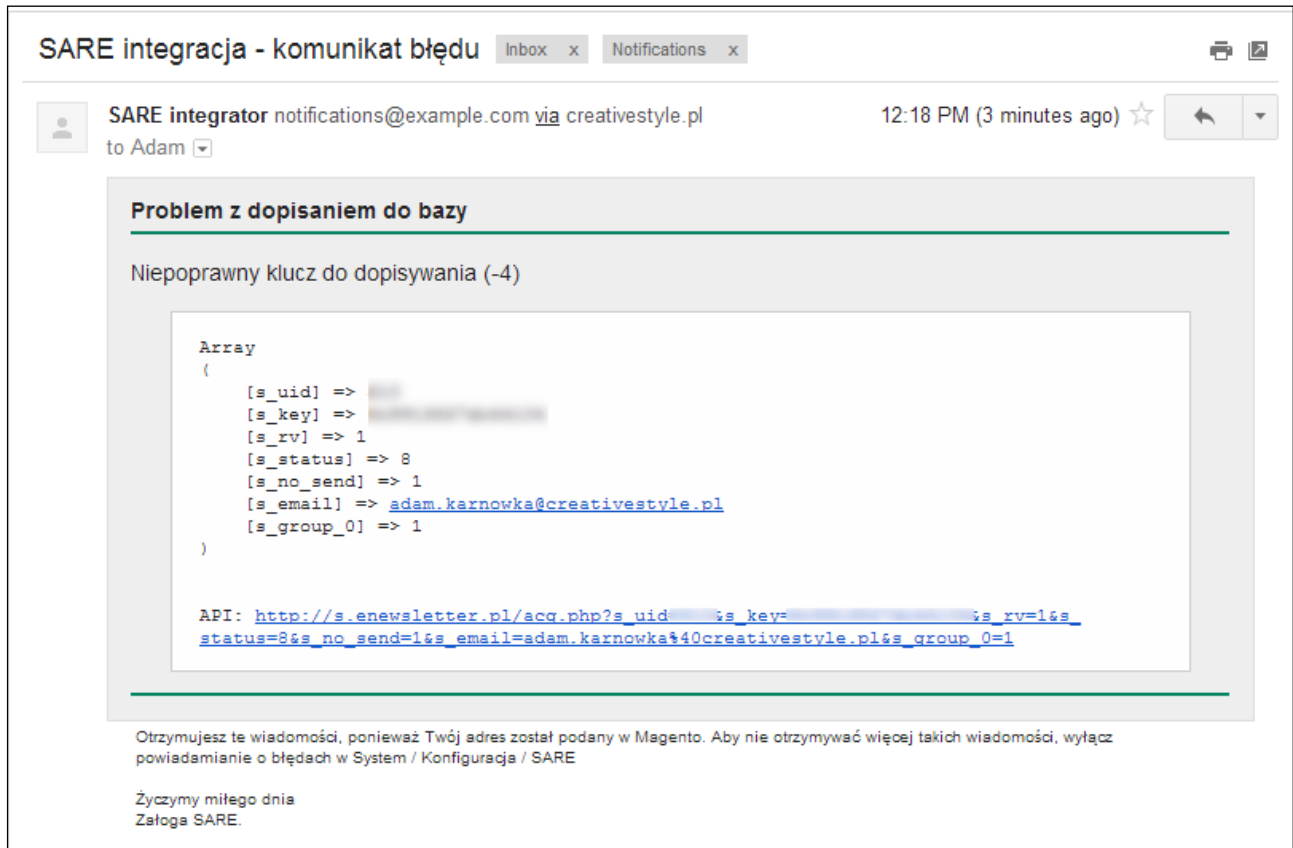 SARE integracja - komunikat błędu Inbox x Notifications x
SARE integrator notifications@example.com via creativestyle.pl 12:18 PM (3 minutes ago)
to Adam
Problem z dopisaniem do bazy
Niepoprawny klucz do dopisywania (-4)
Array
(
[s_uid] =>
[s_key] =>
[s_rv] => 1
[s_status] => 8
[s_no_send] => 1
[s_email] => adam.karnowka@creativestyle.pl
[s_group_0] => 1
)
API: http://s.enewsletter.pl/acq.php?s_uid &s_key= &s_rv=1&s_
status=8&s_no_send=1&s_email=adam.karnowka%40creativestyle.pl&s_group_0=1
Otrzymujesz te wiadomości, ponieważ Twój adres został podany w Magento. Aby nie otrzymywać więcej takich wiadomości, wyłącz
powiadamianie o błędach w System / Konfiguracja / SARE
Życzymy miłego dnia
Załoga SARE.